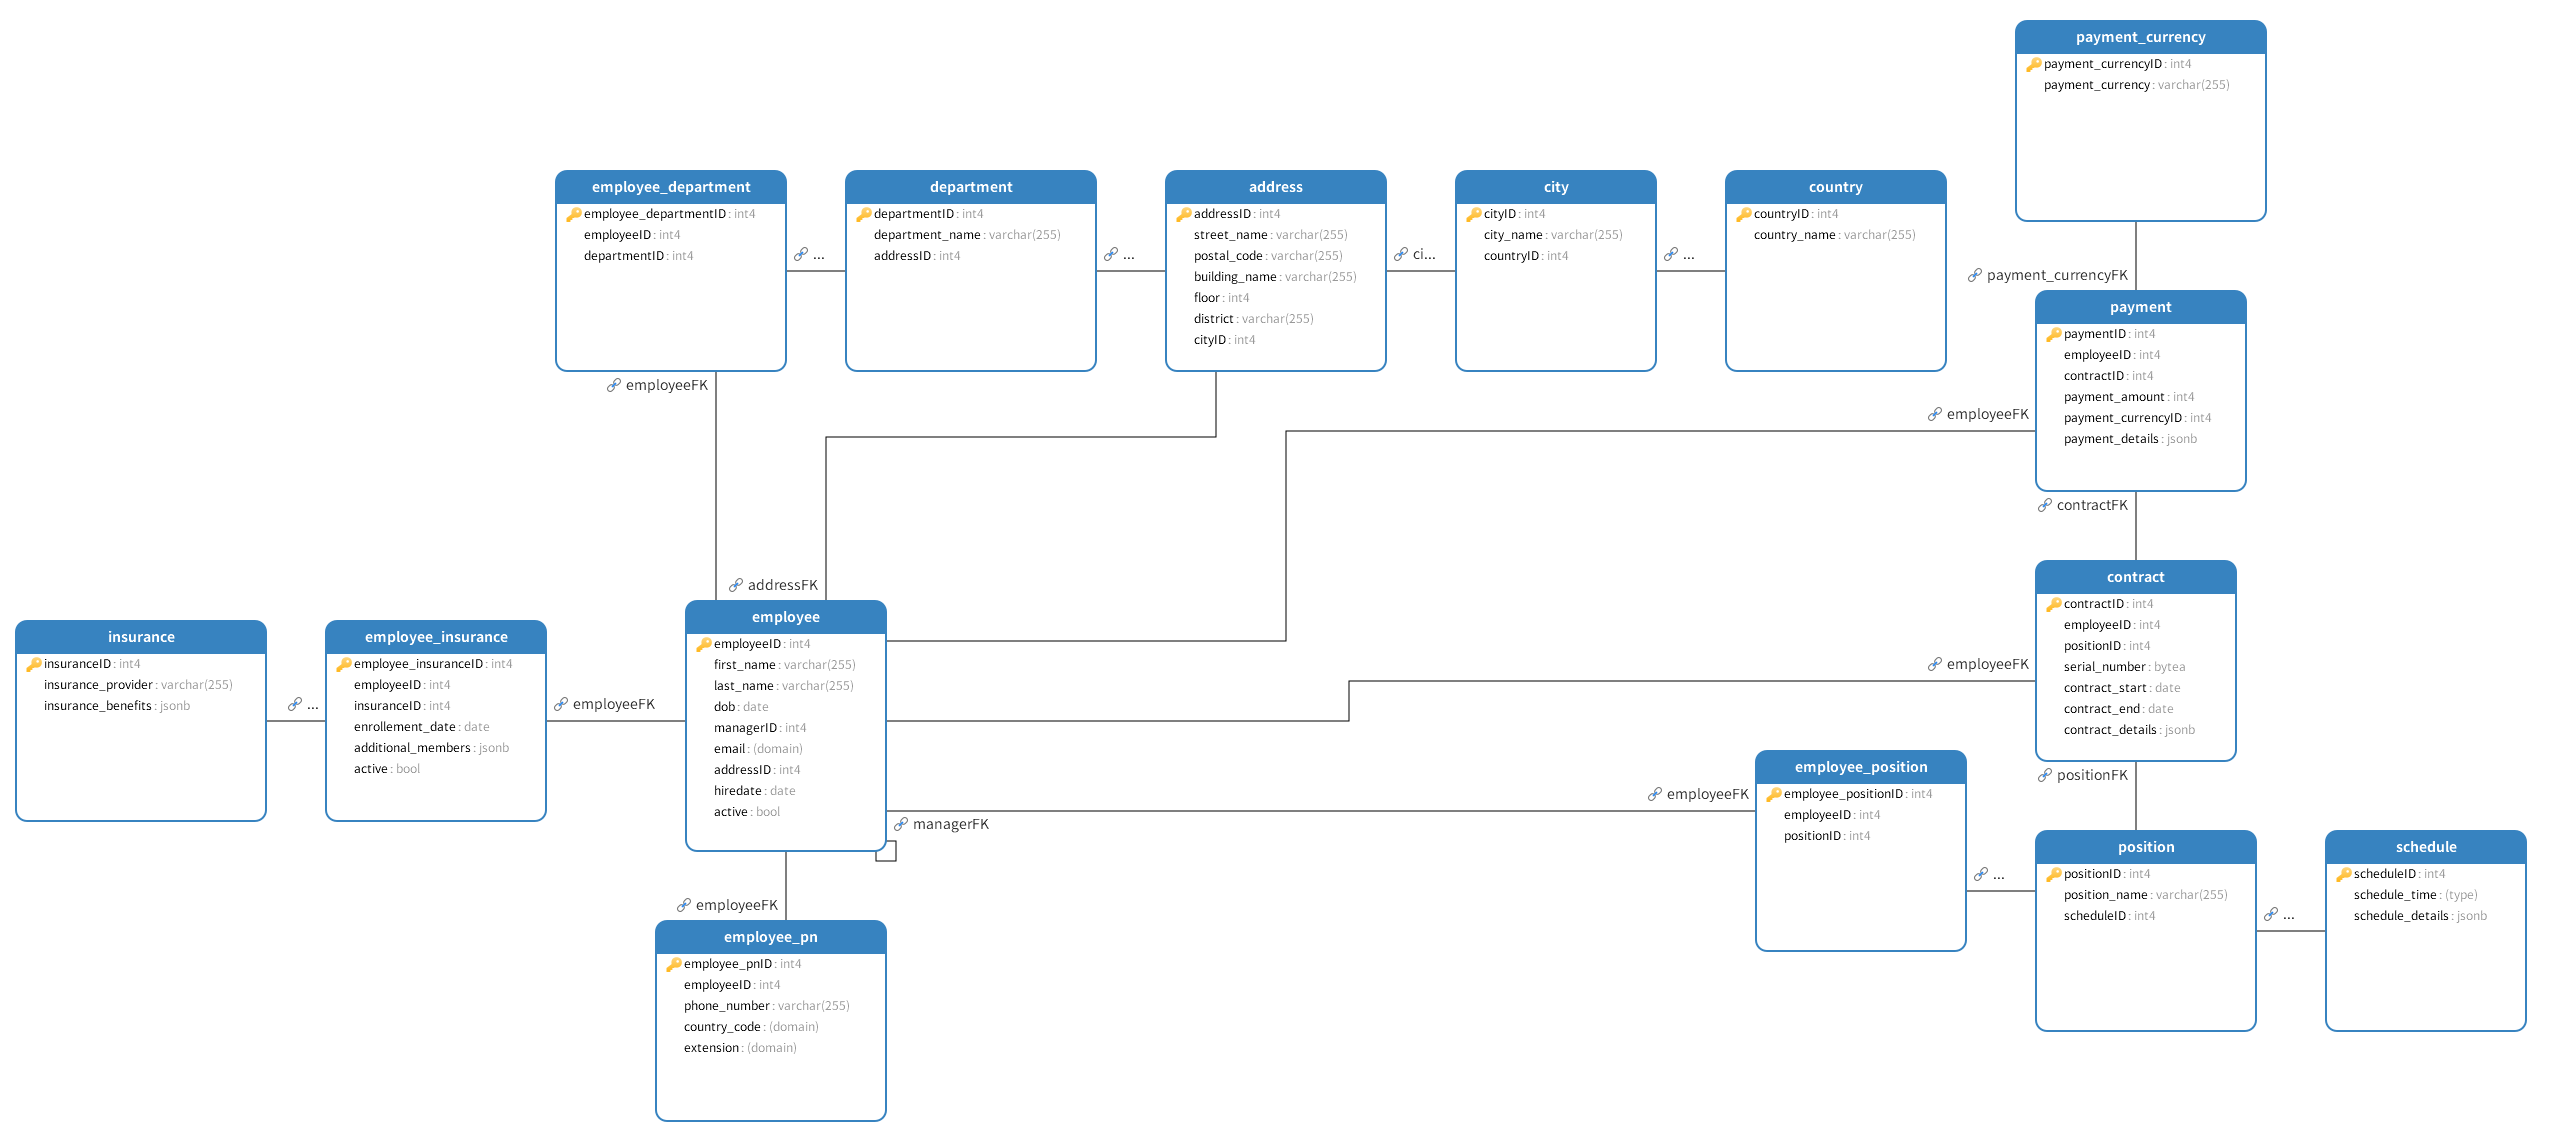 payment_currency
payment_currencyID : int4
payment_currency : varchar(255)
employee_department
employee_departmentID : int4
employeeID : int4
departmentID : int4
...
department
departmentID : int4
department_name : varchar(255)
addressID : int4
...
address
addressID : int4
street_name : varchar(255)
postal_code : varchar(255)
building_name : varchar(255)
floor : int4
district : varchar(255)
cityID : int4
ci...
city
cityID : int4
city_name : varchar(255)
countryID : int4
...
country
countryID : int4
country_name : varchar(255)
payment_currencyFK
payment
paymentID : int4
employeeID : int4
contractID : int4
payment_amount : int4
payment_currencyID : int4
payment_details : jsonb
employeeFK
employeeFK
contractFK
addressFK
contract
contractID : int4
employeeID : int4
positionID : int4
serial_number : bytea
contract_start : date
contract_end : date
contract_details : jsonb
employeeFK
insurance
insuranceID : int4
insurance_provider : varchar(255)
insurance_benefits : jsonb
...
employee_insurance
employee_insuranceID : int4
employeeID : int4
insuranceID : int4
enrollement_date : date
additional_members : jsonb
active : bool
employeeFK
employee
employeeID : int4
first_name : varchar(255)
last_name : varchar(255)
dob : date
managerID : int4
email : (domain)
addressID : int4
hiredate : date
active : bool
managerFK
employeeFK
employee_position
employee_positionID : int4
employeeID : int4
positionID : int4
positionFK
...
position
positionID : int4
position_name : varchar(255)
scheduleID : int4
...
schedule
scheduleID : int4
schedule_time : (type)
schedule_details : jsonb
employeeFK
employee_pn
employee_pnID : int4
employeeID : int4
phone_number : varchar(255)
country_code : (domain)
extension : (domain)